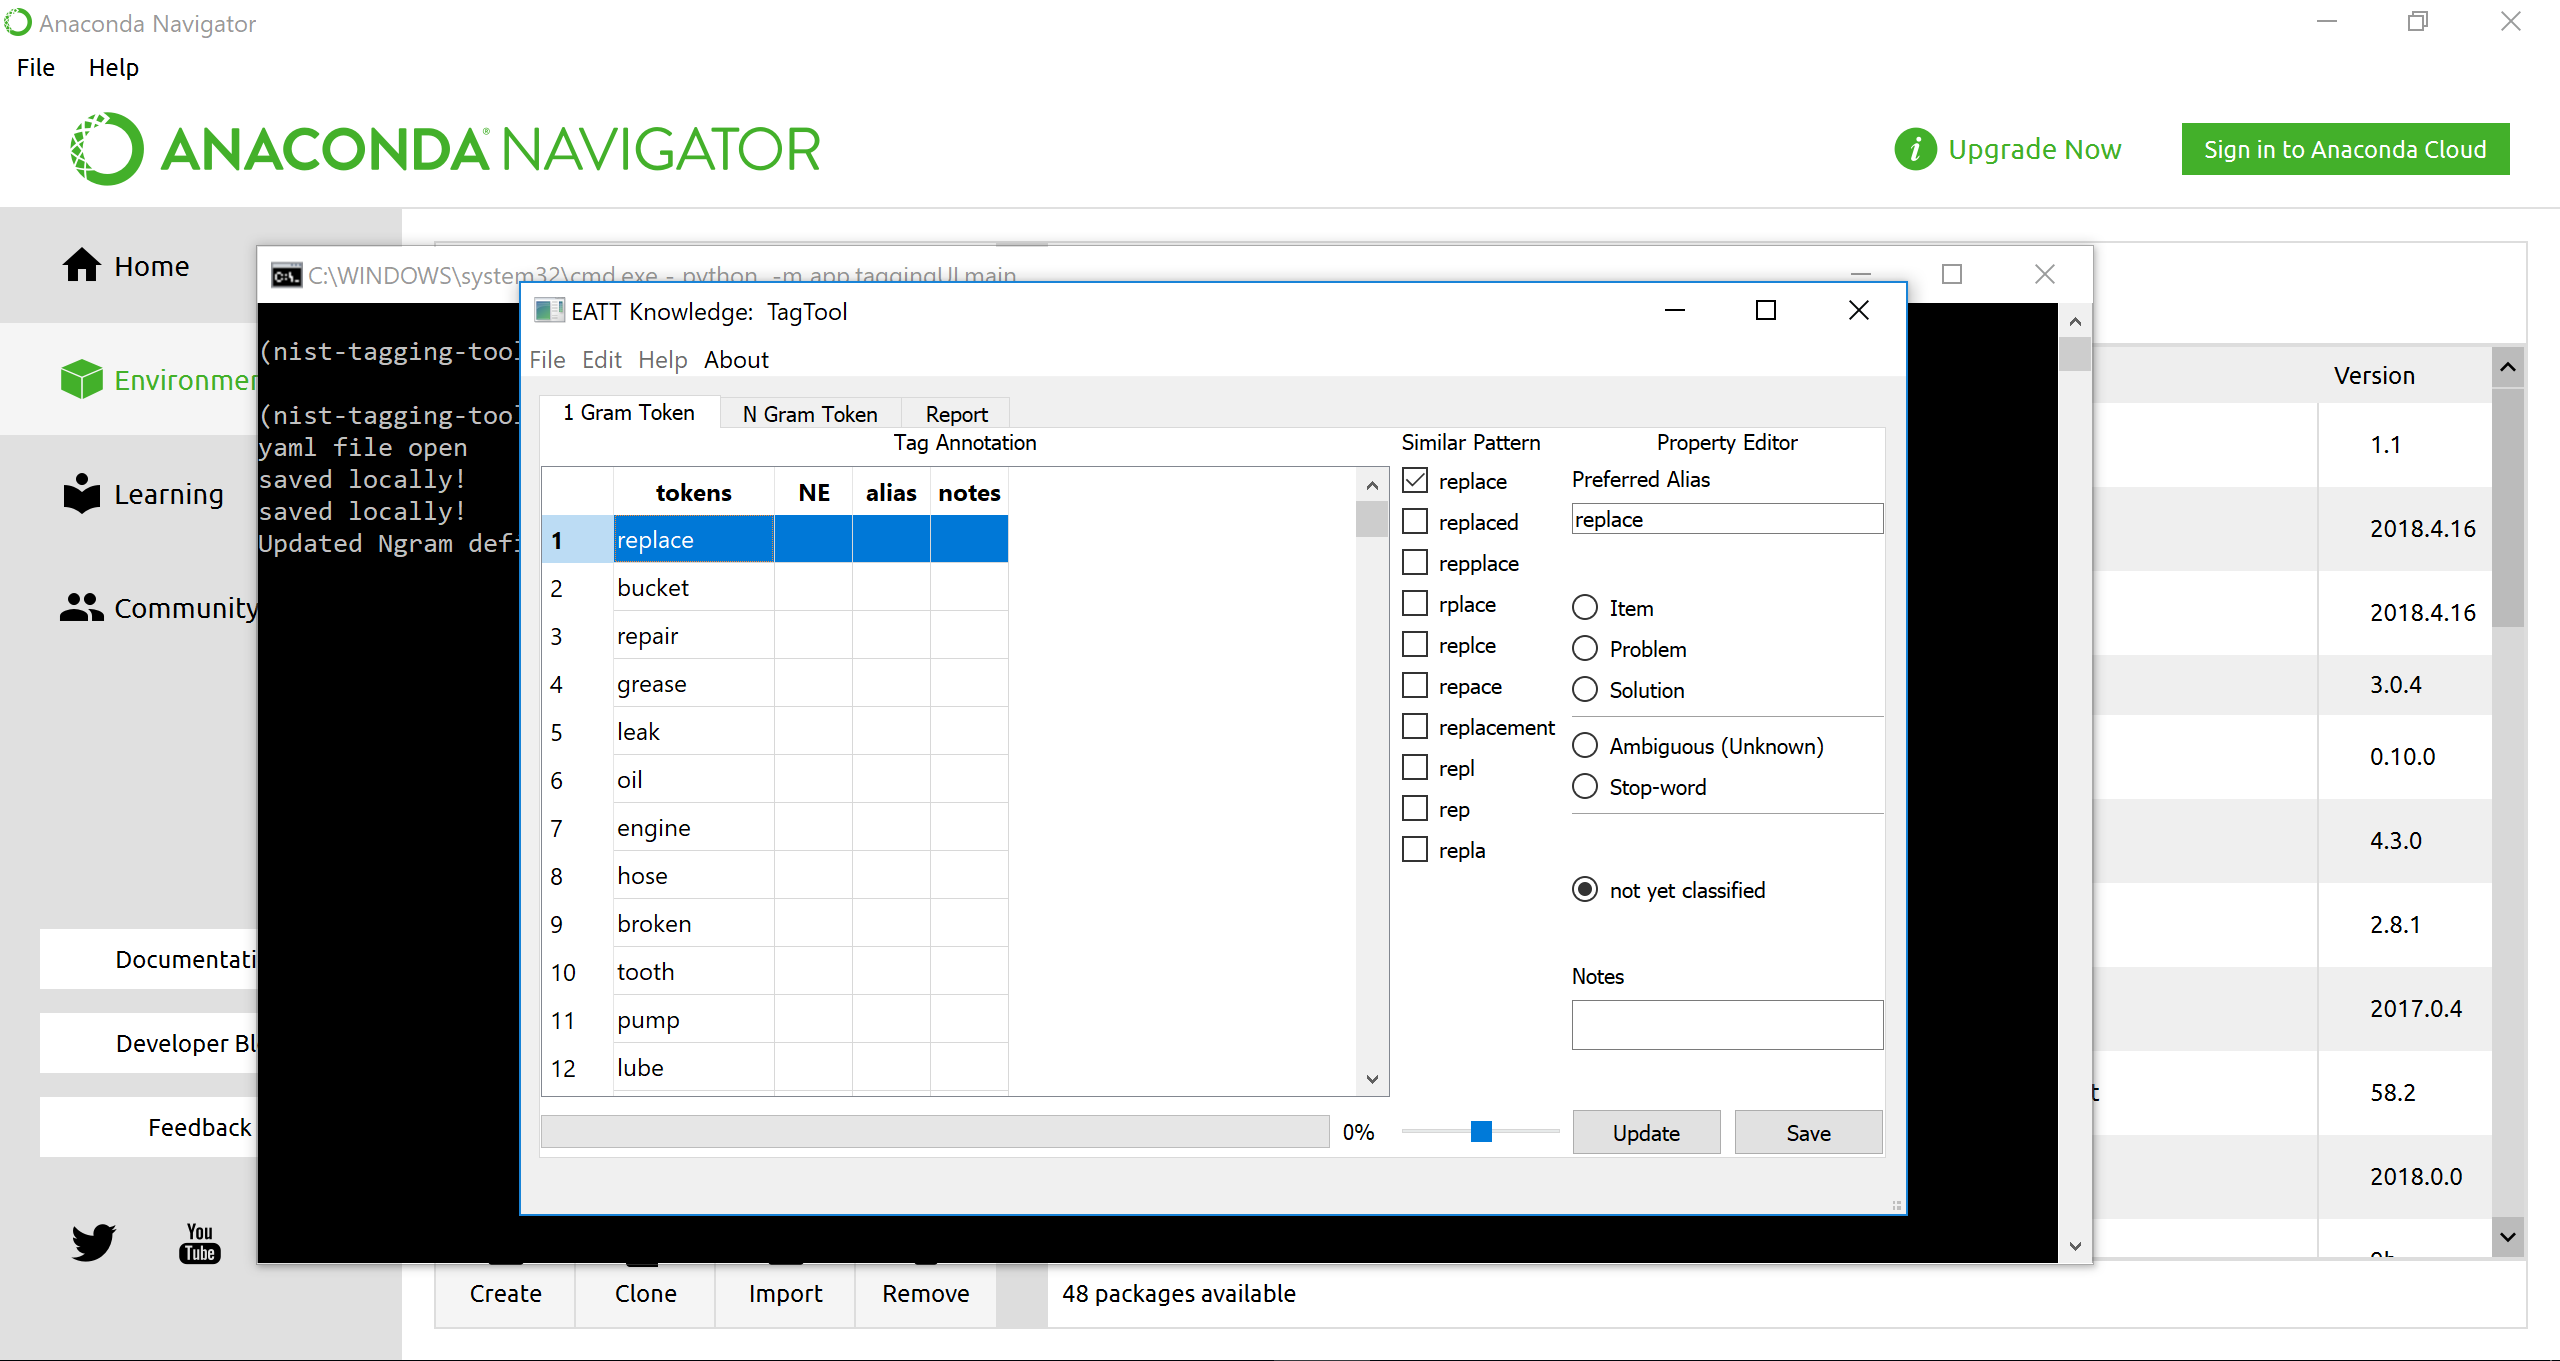 Anaconda Navigator
File Help
ANACONDA® NAVIGATOR
Upgrade Now
Sign in to Anaconda Cloud
Home
Environmen
Learning
Community
Documentati
Developer Bl
Feedback
You
Tube
C:\WINDOWS\system32\cmd.exe - python -m app.taggingUI.main
(nist-tagging-tool
(nist-tagging-tool
yaml file open
saved locally!
saved locally!
Updated Ngram defi
EATT Knowledge: TagTool
File Edit Help About
1 Gram Token N Gram Token Report
Tag Annotation
tokens NE alias notes
1 replace
2 bucket
3 repair
4 grease
5 leak
6 oil
7 engine
8 hose
9 broken
10 tooth
11 pump
12 lube
0%
Similar Pattern
replace
replaced
repplace
rplace
replce
repace
replacement
repl
rep
repla
Property Editor
Preferred Alias
replace
Item
Problem
Solution
Ambiguous (Unknown)
Stop-word
not yet classified
Notes
Update Save
Version
1.1
2018.4.16
2018.4.16
3.0.4
0.10.0
4.3.0
2.8.1
2017.0.4
t 58.2
2018.0.0
Create Clone Import Remove
48 packages available